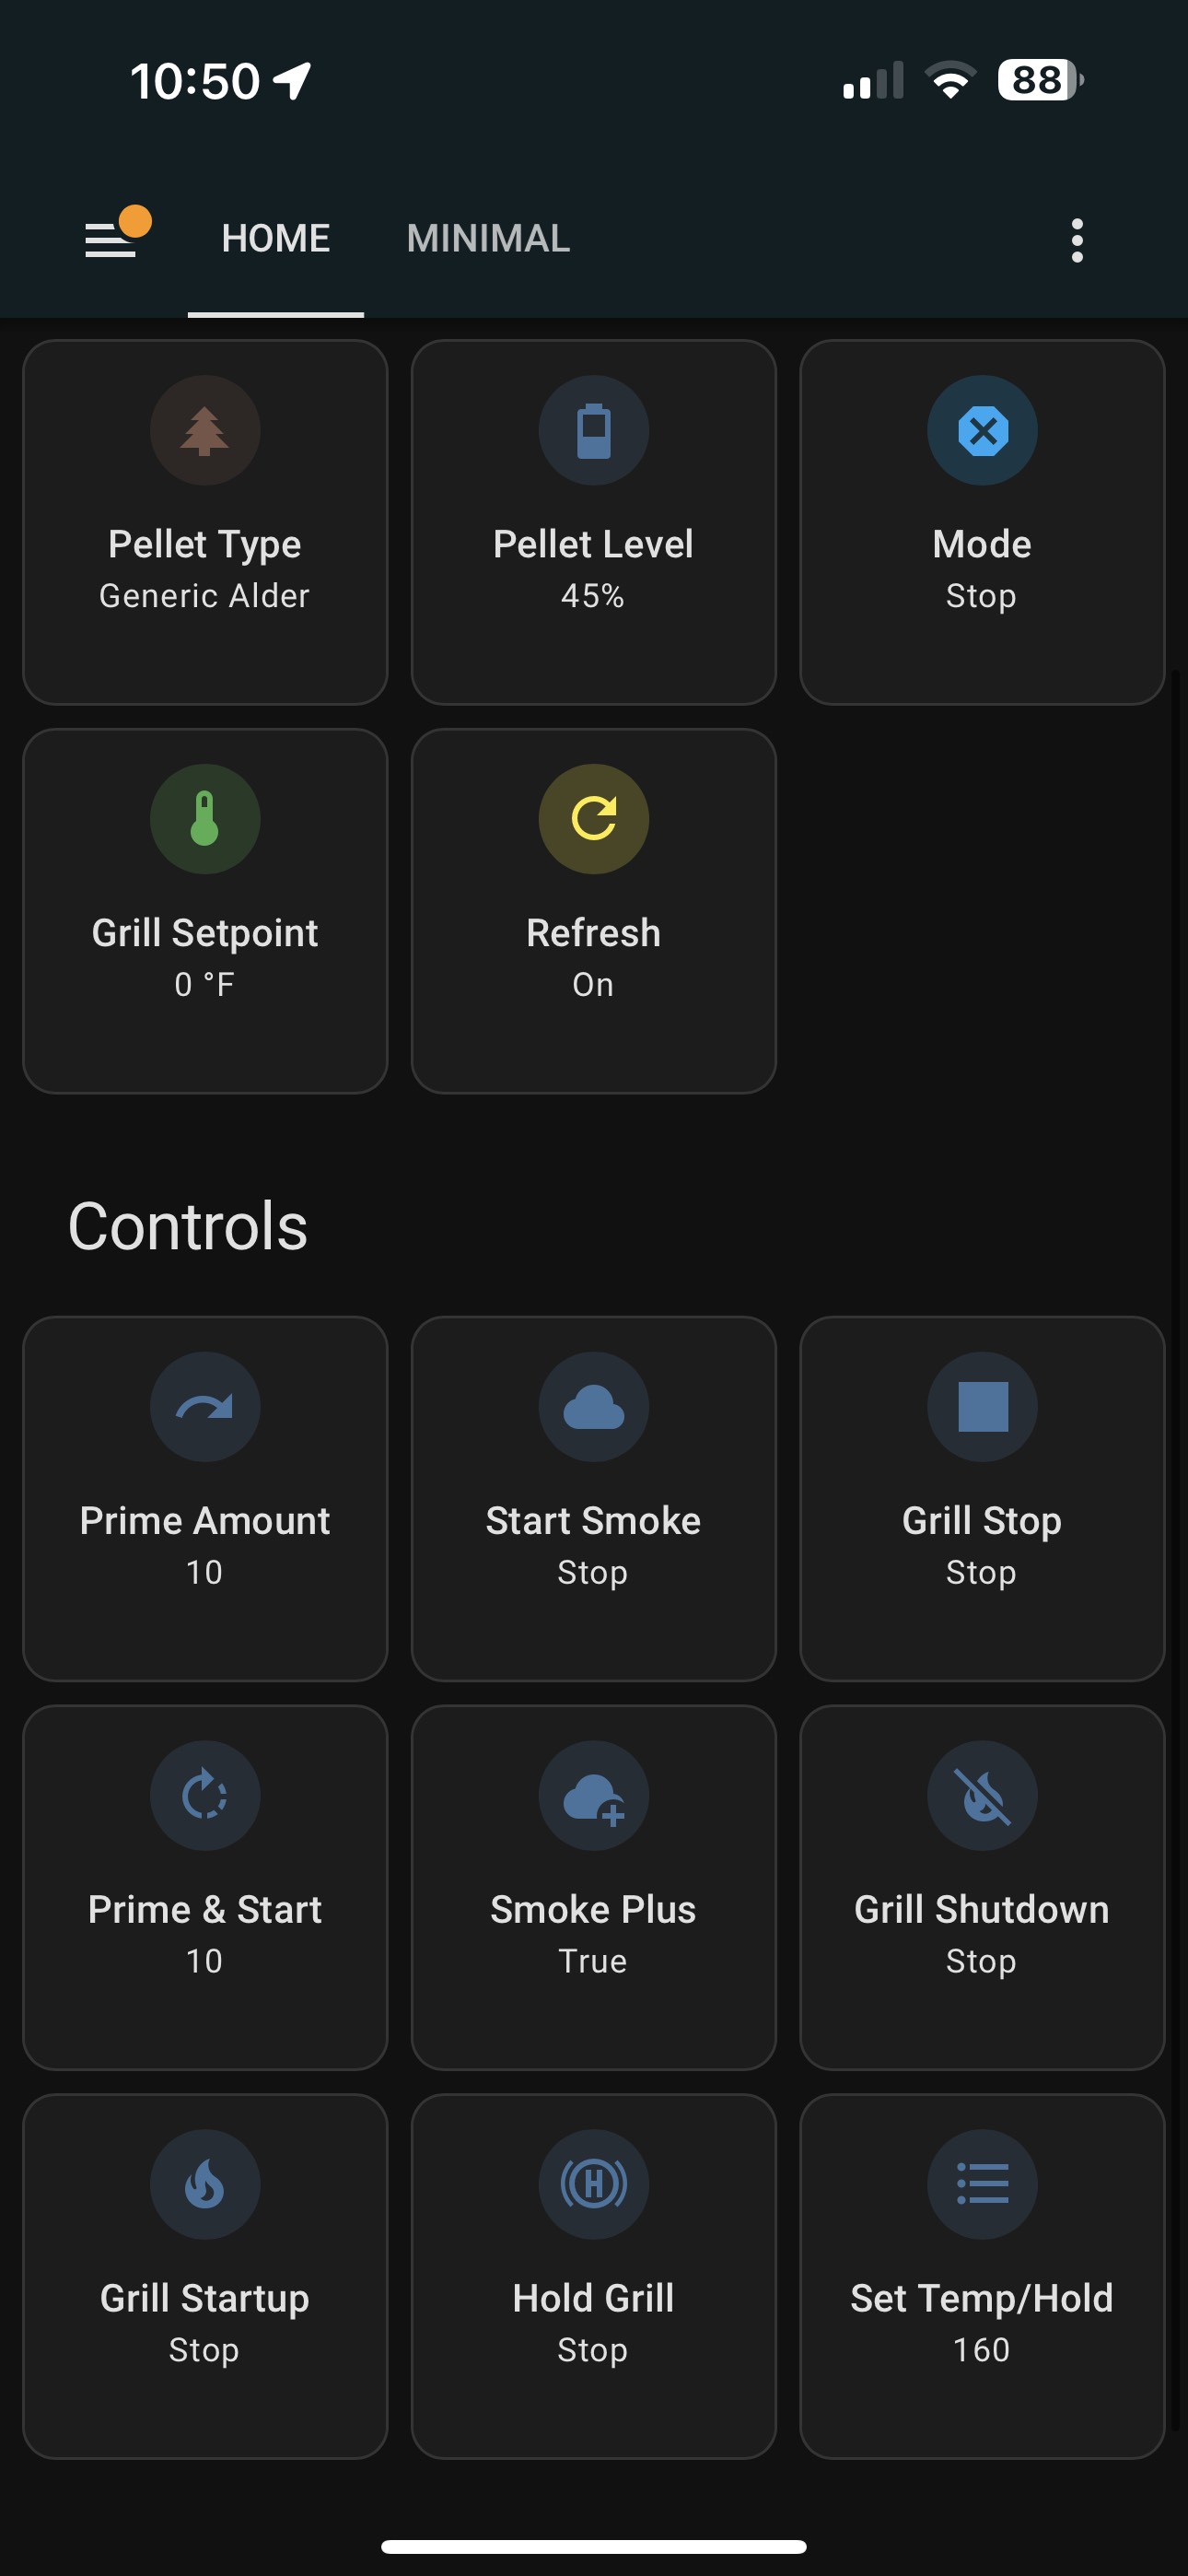 10:50
88
HOME MINIMAL
Pellet Type
Generic Alder
Pellet Level
45%
Mode
Stop
Grill Setpoint
0 °F
Refresh
On
Controls
Prime Amount
10
Start Smoke
Stop
Grill Stop
Stop
Prime & Start
10
Smoke Plus
True
Grill Shutdown
Stop
Grill Startup
Stop
H
Hold Grill
Stop
Set Temp/Hold
160